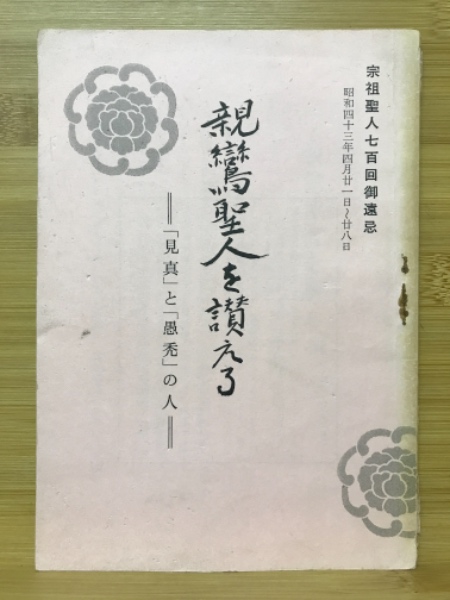 宗祖聖人七百回御遠忌
昭和四十三年四月廿一日～廿八日
親鸞聖人を讃える
「見真」と「愚禿」の人